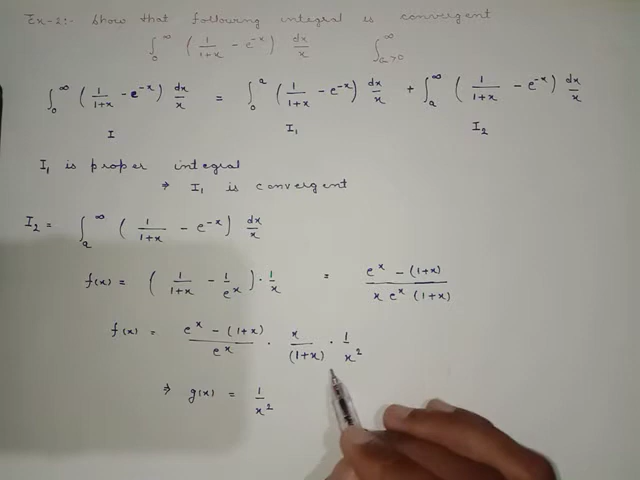 Ex-2:- Show that following integral is convergent
∫₀^∞ (1/(1+x) - e^-x) dx/x    ∫_{a>0}^∞
∫₀^∞ (1/(1+x) - e^-x) dx/x = ∫₀^a (1/(1+x) - e^-x) dx/x + ∫_a^∞ (1/(1+x) - e^-x) dx/x
I    I₁    I₂
I₁ is proper integral
⇒ I₁ is convergent
I₂ = ∫_a^∞ (1/(1+x) - e^-x) dx/x
f(x) = (1/(1+x) - 1/e^x) · 1/x = (e^x - (1+x))/(x e^x (1+x))
f(x) = (e^x - (1+x))/e^x · x/(1+x) · 1/x²
⇒ g(x) = 1/x²